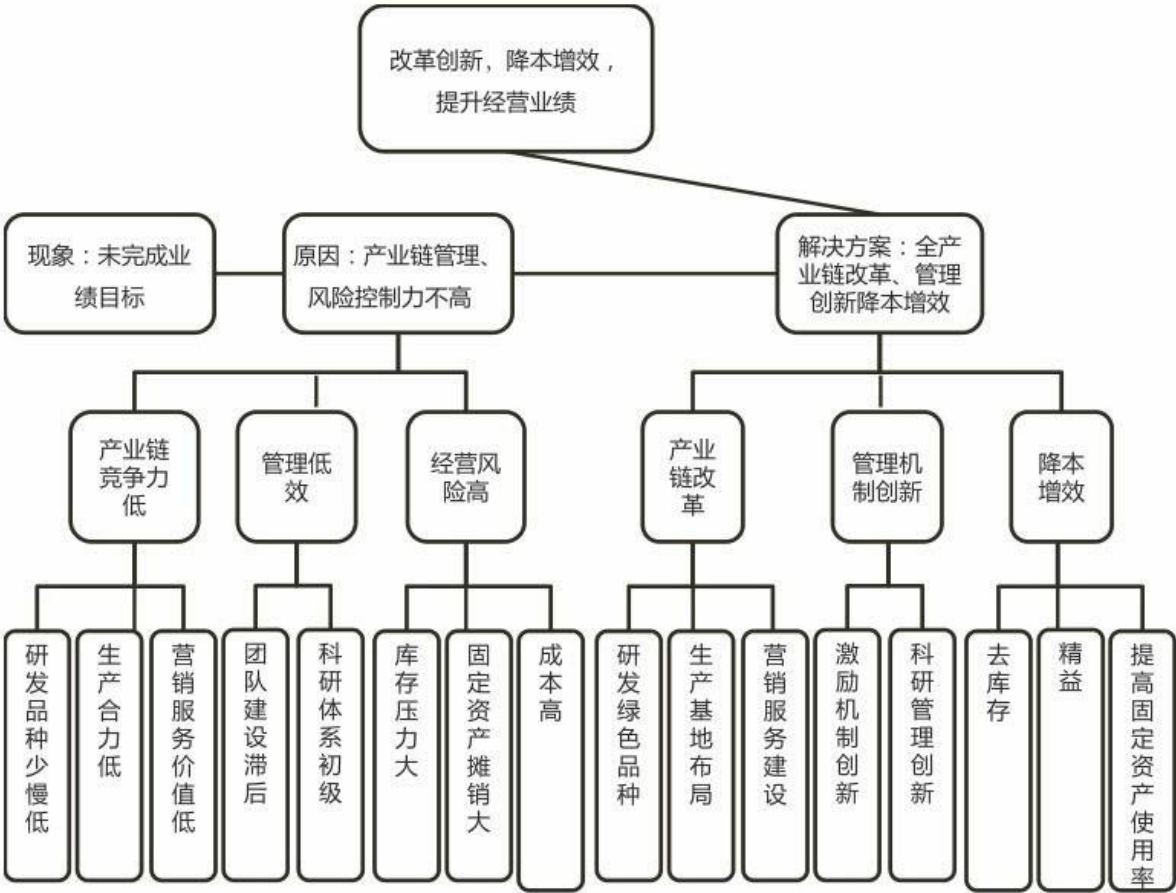 改革创新，降本增效，
提升经营业绩
现象：未完成业
绩目标
原因：产业链管理、
风险控制力不高
解决方案：全产
业链改革、管理
创新降本增效
产业链
竞争力
低
管理低
效
经营风
险高
产业
链改
革
管理机
制创新
降本
增效
研发品种少慢低
生产合力低
营销服务价值低
团队建设滞后
科研体系初级
库存压力大
固定资产摊销大
成本高
研发绿色品种
生产基地布局
营销服务建设
激励机制创新
科研管理创新
去库存
精益
提高固定资产使用率